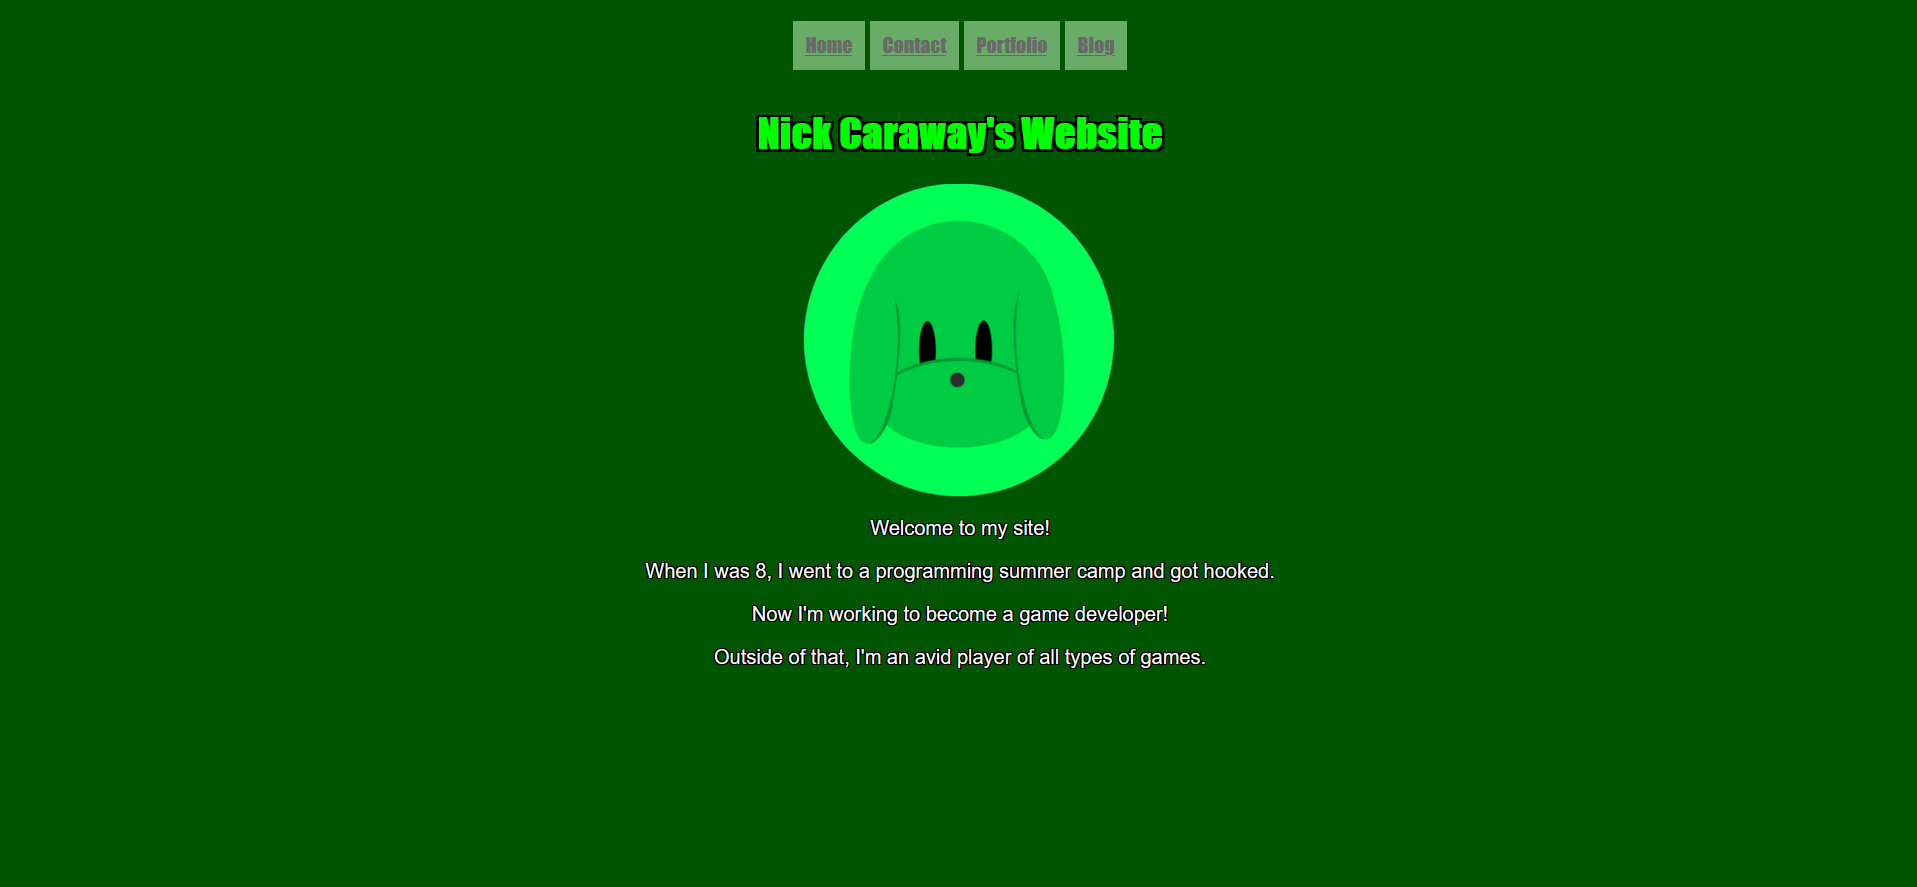 Home Contact Portfolio Blog
Nick Caraway's Website
Welcome to my site!
When I was 8, I went to a programming summer camp and got hooked.
Now I'm working to become a game developer!
Outside of that, I'm an avid player of all types of games.